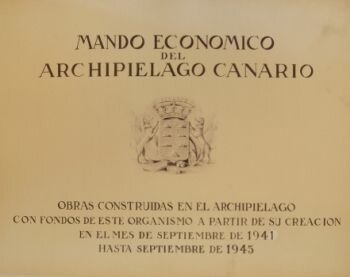 MANDO ECONOMICO
DEL
ARCHIPIELAGO CANARIO
OBRAS CONSTRUIDAS EN EL ARCHIPIELAGO
CON FONDOS DE ESTE ORGANISMO A PARTIR DE SU CREACION
EN EL MES DE SEPTIEMBRE DE 1941
HASTA SEPTIEMBRE DE 1945